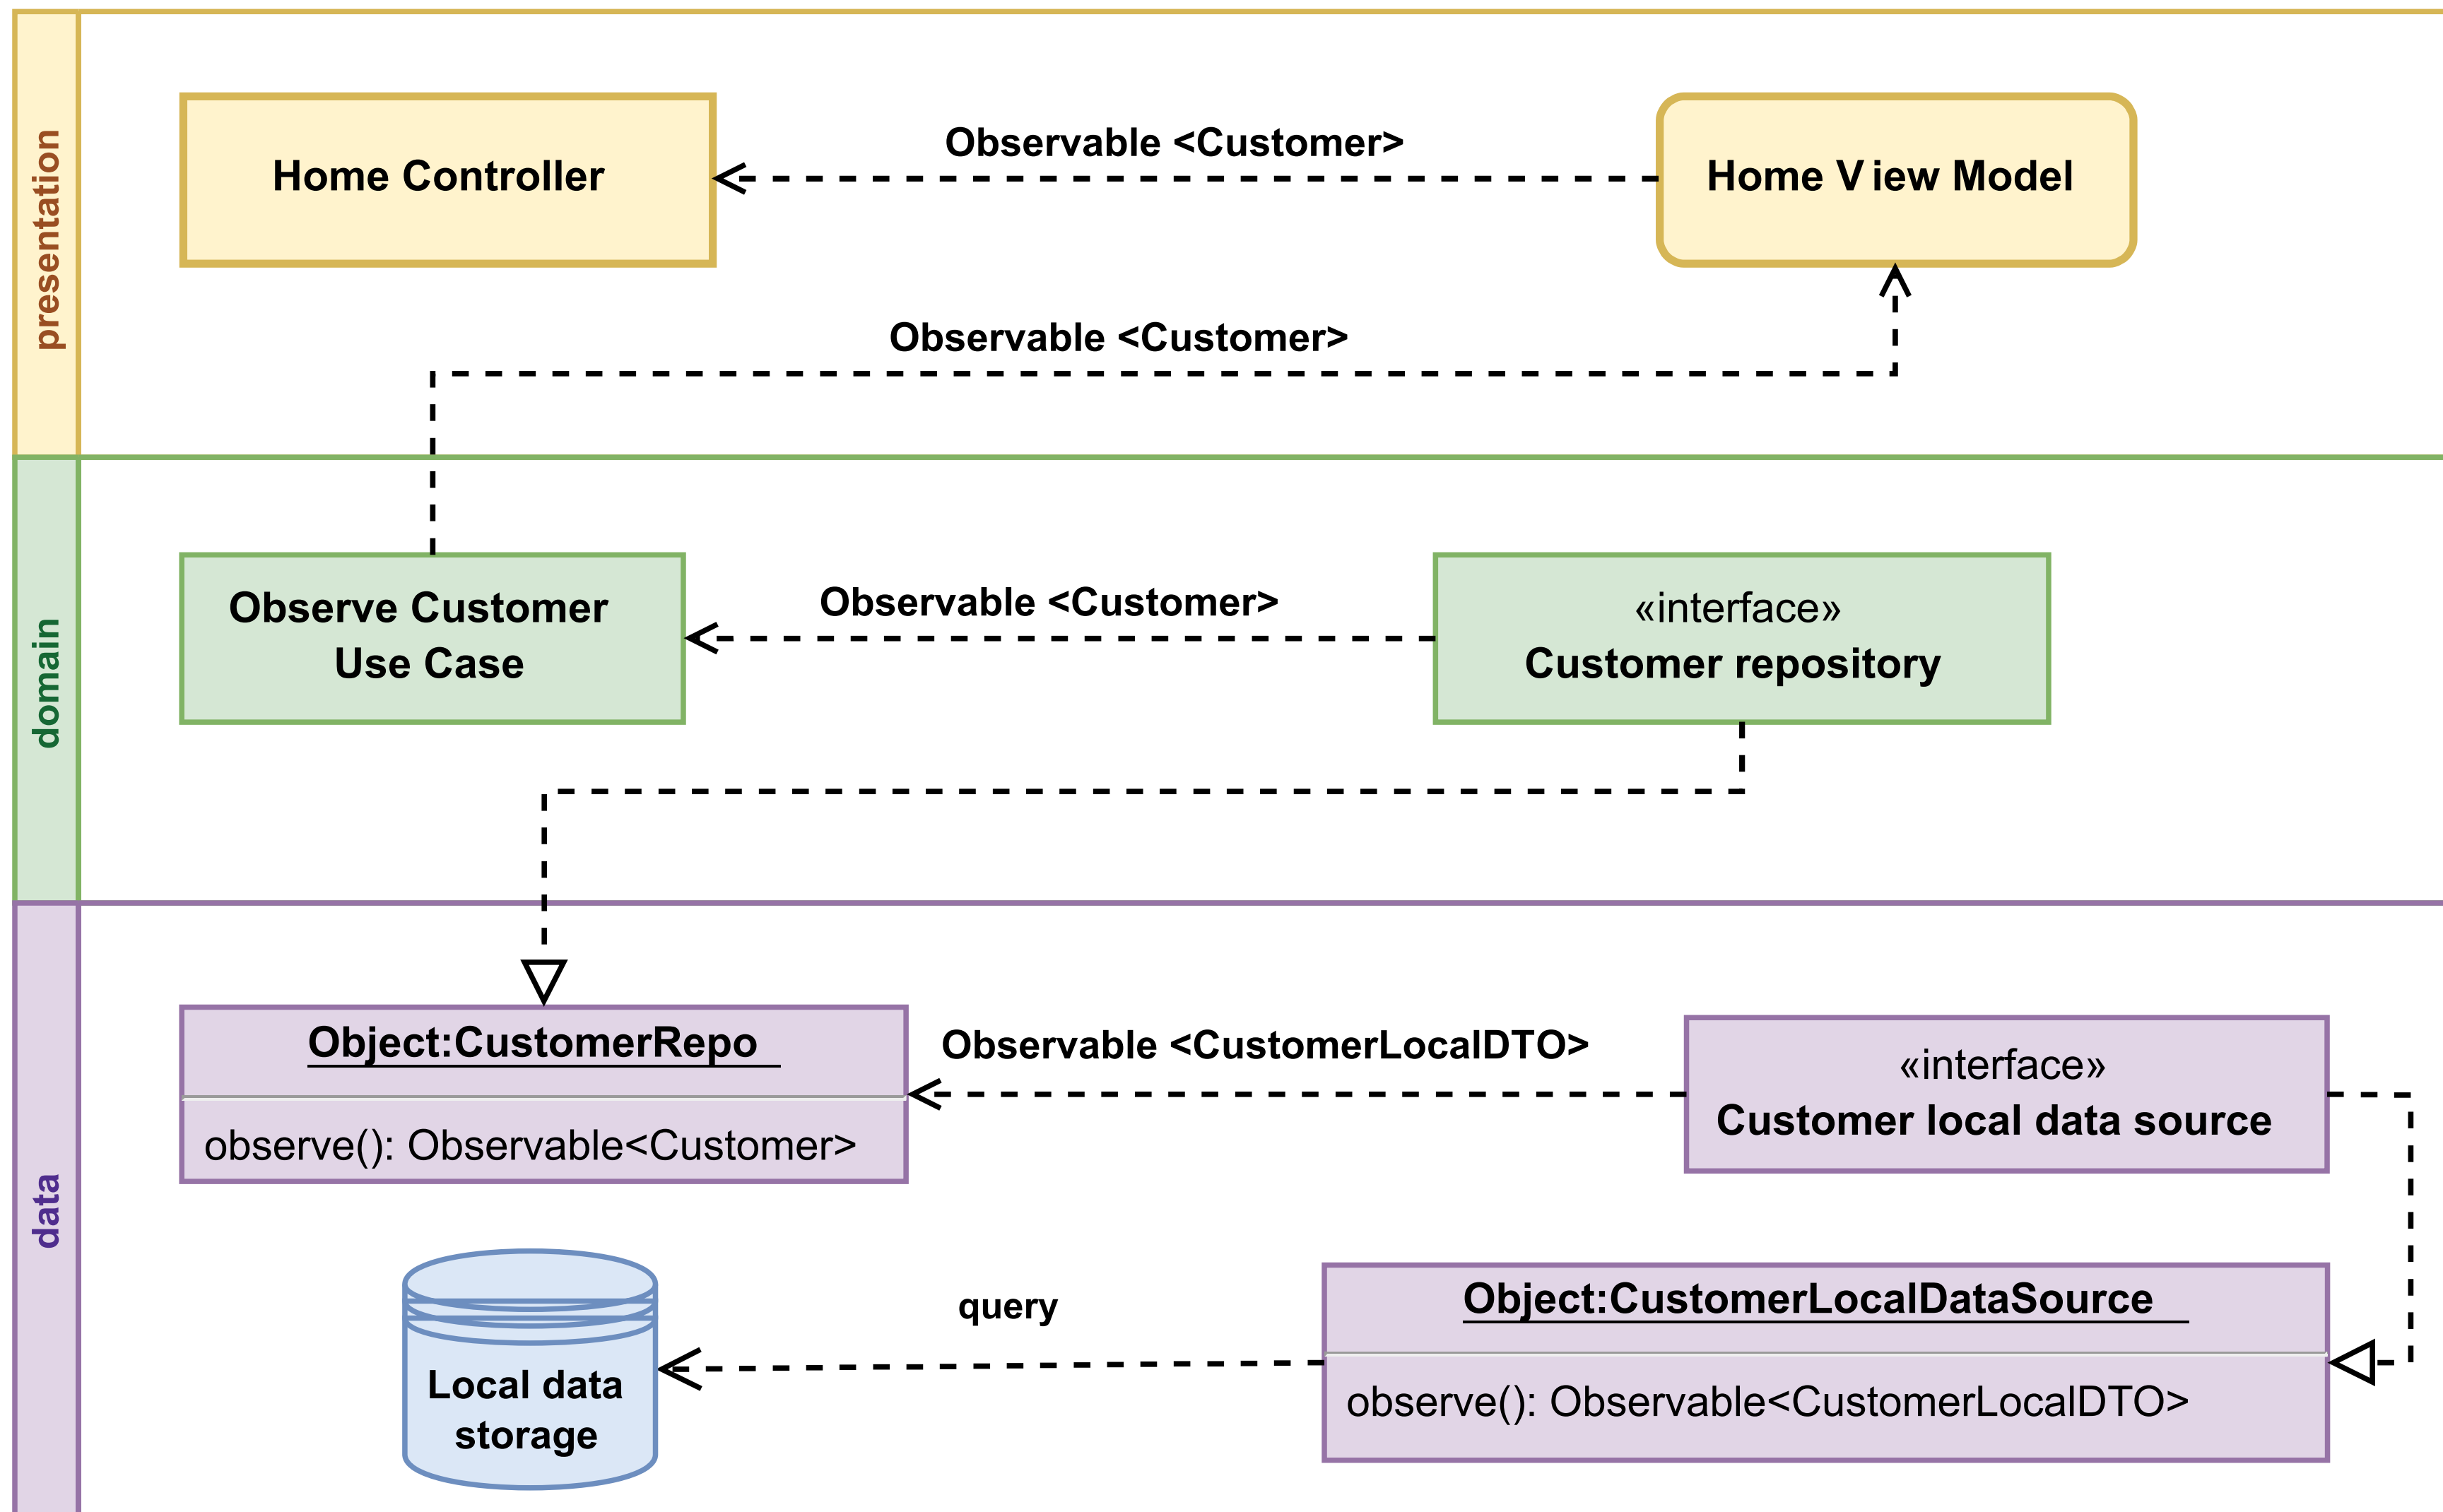 presentation
Home Controller
Observable <Customer>
Home View Model
Observable <Customer>
domain
Observe Customer
Use Case
Observable <Customer>
«interface»
Customer repository
data
Object:CustomerRepo
observe(): Observable<Customer>
Observable <CustomerLocalDTO>
«interface»
Customer local data source
Local data
storage
query
Object:CustomerLocalDataSource
observe(): Observable<CustomerLocalDTO>